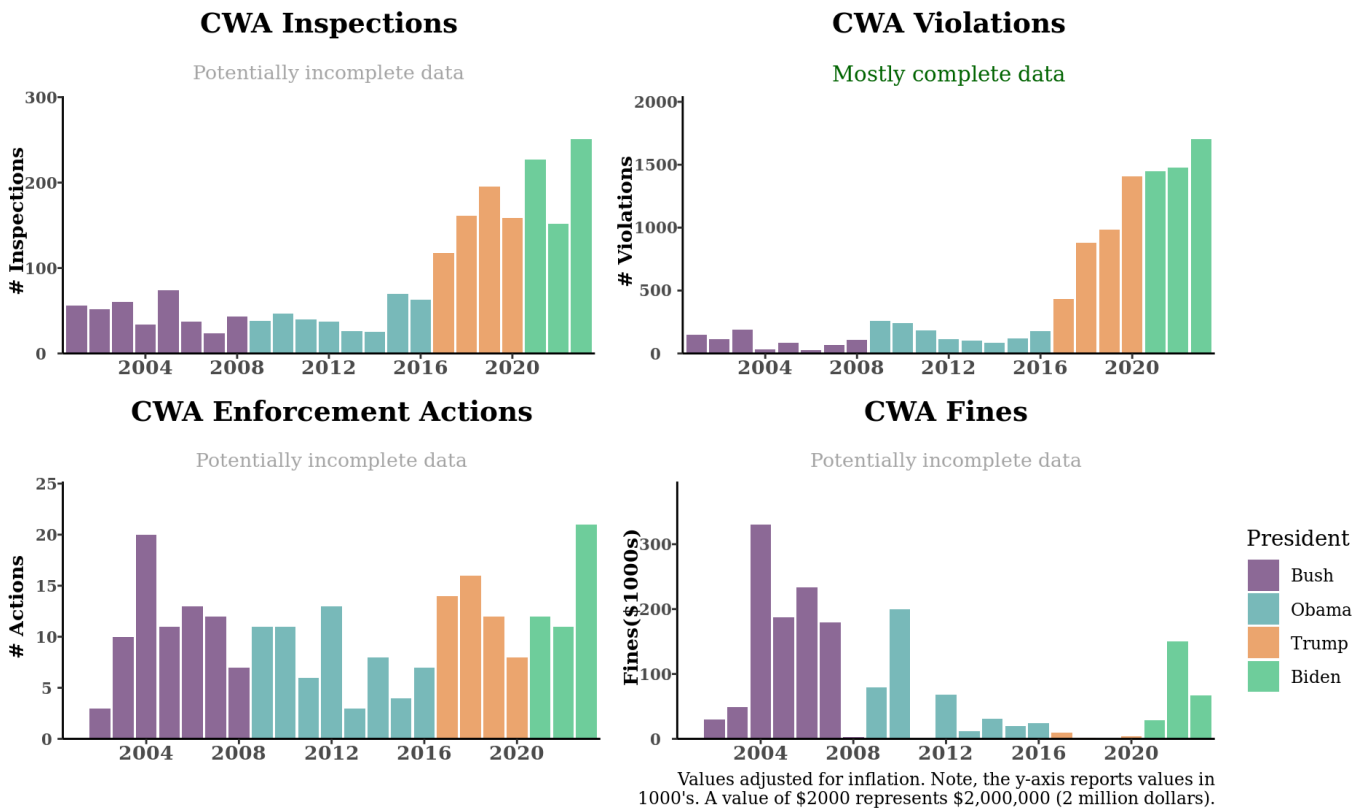 CWA Inspections
Potentially incomplete data
# Inspections
300
200
100
0
2004 2008 2012 2016 2020
CWA Violations
Mostly complete data
# Violations
2000
1500
1000
500
0
2004 2008 2012 2016 2020
CWA Enforcement Actions
Potentially incomplete data
# Actions
25
20
15
10
5
0
2004 2008 2012 2016 2020
CWA Fines
Potentially incomplete data
Fines($1000s)
300
200
100
0
2004 2008 2012 2016 2020
President
Bush
Obama
Trump
Biden
Values adjusted for inflation. Note, the y-axis reports values in
1000's. A value of $2000 represents $2,000,000 (2 million dollars).